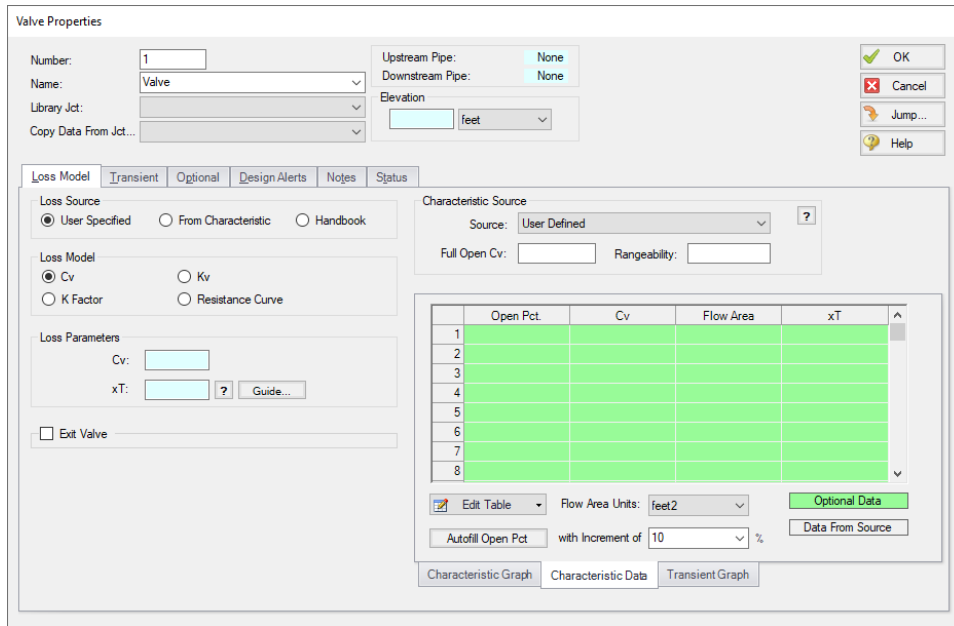 Valve Properties
Number: 1
Name: Valve
Library Jct:
Copy Data From Jct...
Upstream Pipe: None
Downstream Pipe: None
Elevation
feet
OK
Cancel
Jump...
Help
Loss Model Transient Optional Design Alerts Notes Status
Loss Source
User Specified From Characteristic Handbook
Loss Model
Cv Kv
K Factor Resistance Curve
Loss Parameters
Cv:
xT: ? Guide...
Exit Valve
Characteristic Source
Source: User Defined ?
Full Open Cv: Rangeability:
Open Pct. Cv Flow Area xT
1
2
3
4
5
6
7
8
Edit Table Flow Area Units: feet2 Optional Data
Autofill Open Pct with Increment of 10 % Data From Source
Characteristic Graph Characteristic Data Transient Graph